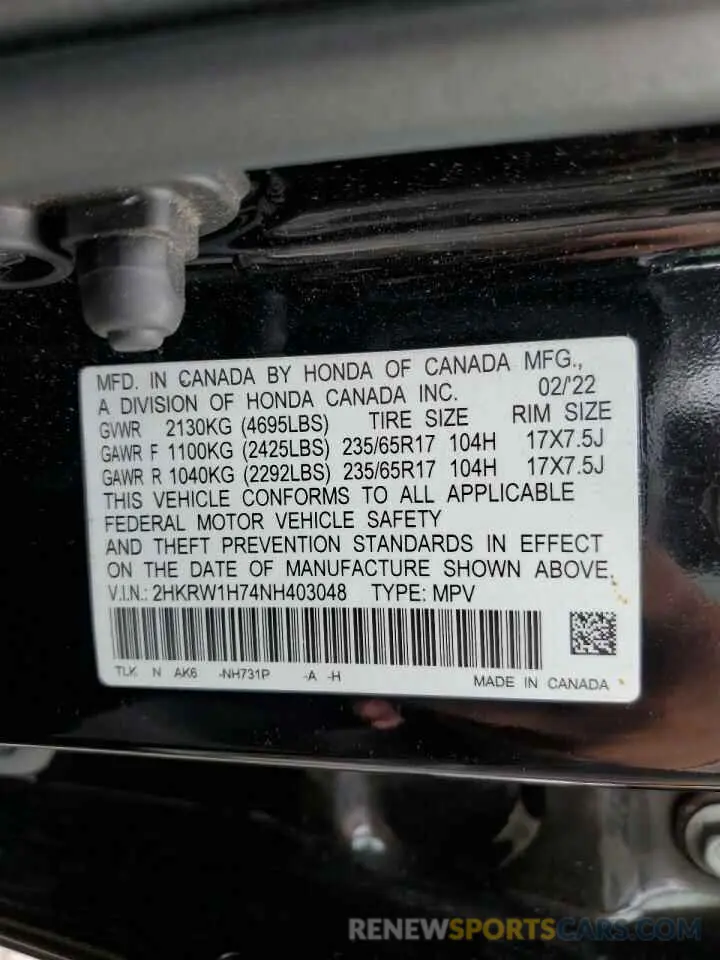 MFD. IN CANADA BY HONDA OF CANADA MFG.,
A DIVISION OF HONDA CANADA INC. 02/'22
GVWR 2130KG (4695LBS) TIRE SIZE RIM SIZE
GAWR F 1100KG (2425LBS) 235/65R17 104H 17X7.5J
GAWR R 1040KG (2292LBS) 235/65R17 104H 17X7.5J
THIS VEHICLE CONFORMS TO ALL APPLICABLE
FEDERAL MOTOR VEHICLE SAFETY
AND THEFT PREVENTION STANDARDS IN EFFECT
ON THE DATE OF MANUFACTURE SHOWN ABOVE.
V.I.N.: 2HKRW1H74NH403048 TYPE: MPV
TLK N AK6 -NH731P -A -H
MADE IN CANADA
RENEWSPORTSCARS.COM